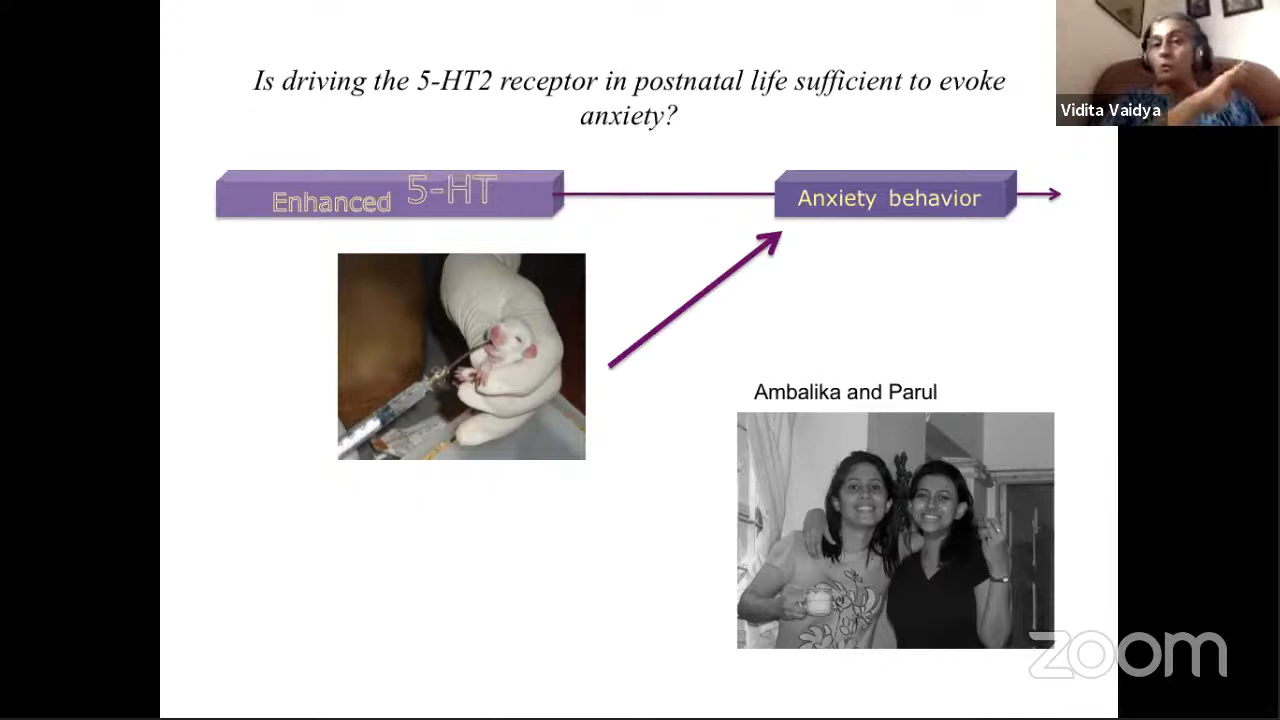 Is driving the 5-HT2 receptor in postnatal life sufficient to evoke
anxiety?
Vidita Vaidya
Enhanced 5-HT
Anxiety behavior
Ambalika and Parul
zoom